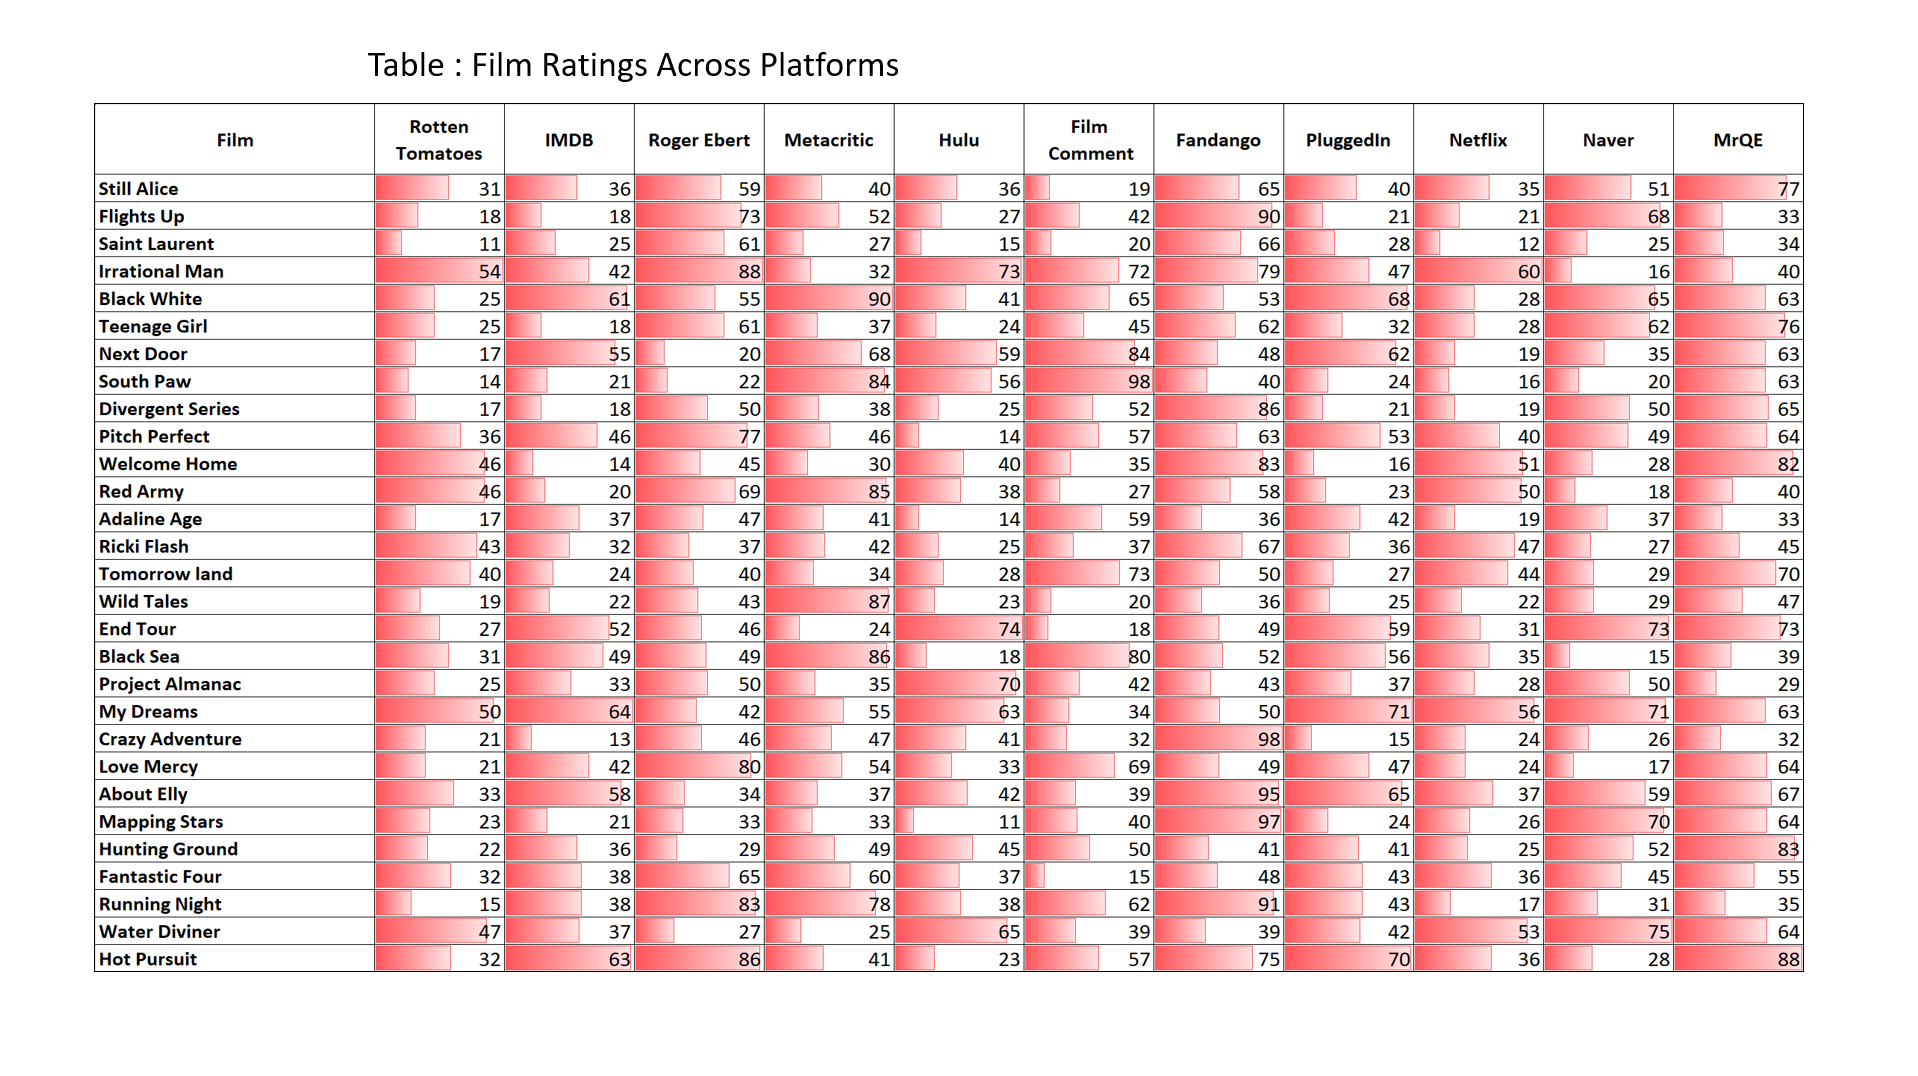 Table : Film Ratings Across Platforms
Film Rotten Tomatoes IMDB Roger Ebert Metacritic Hulu Film Comment Fandango PluggedIn Netflix Naver MrQE
Still Alice 31 36 59 40 36 19 65 40 35 51 77
Flights Up 18 18 73 52 27 42 90 21 21 68 33
Saint Laurent 11 25 61 27 15 20 66 28 12 25 34
Irrational Man 54 42 88 32 73 72 79 47 60 16 40
Black White 25 61 55 90 41 65 53 68 28 65 63
Teenage Girl 25 18 61 37 24 45 62 32 28 62 76
Next Door 17 55 20 68 59 84 48 62 19 35 63
South Paw 14 21 22 84 56 98 40 24 16 20 63
Divergent Series 17 18 50 38 25 52 86 21 19 50 65
Pitch Perfect 36 46 77 46 14 57 63 53 40 49 64
Welcome Home 46 14 45 30 40 35 83 16 51 28 82
Red Army 46 20 69 85 38 27 58 23 50 18 40
Adaline Age 17 37 47 41 14 59 36 42 19 37 33
Ricki Flash 43 32 37 42 25 37 67 36 47 27 45
Tomorrow land 40 24 40 34 28 73 50 27 44 29 70
Wild Tales 19 22 43 87 23 20 36 25 22 29 47
End Tour 27 52 46 24 74 18 49 59 31 73 73
Black Sea 31 49 49 86 18 80 52 56 35 15 39
Project Almanac 25 33 50 35 70 42 43 37 28 50 29
My Dreams 50 64 42 55 63 34 50 71 56 71 63
Crazy Adventure 21 13 46 47 41 32 98 15 24 26 32
Love Mercy 21 42 80 54 33 69 49 47 24 17 64
About Elly 33 58 34 37 42 39 95 65 37 59 67
Mapping Stars 23 21 33 33 11 40 97 24 26 70 64
Hunting Ground 22 36 29 49 45 50 41 41 25 52 83
Fantastic Four 32 38 65 60 37 15 48 43 36 45 55
Running Night 15 38 83 78 38 62 91 43 17 31 35
Water Diviner 47 37 27 25 65 39 39 42 53 75 64
Hot Pursuit 32 63 86 41 23 57 75 70 36 28 88